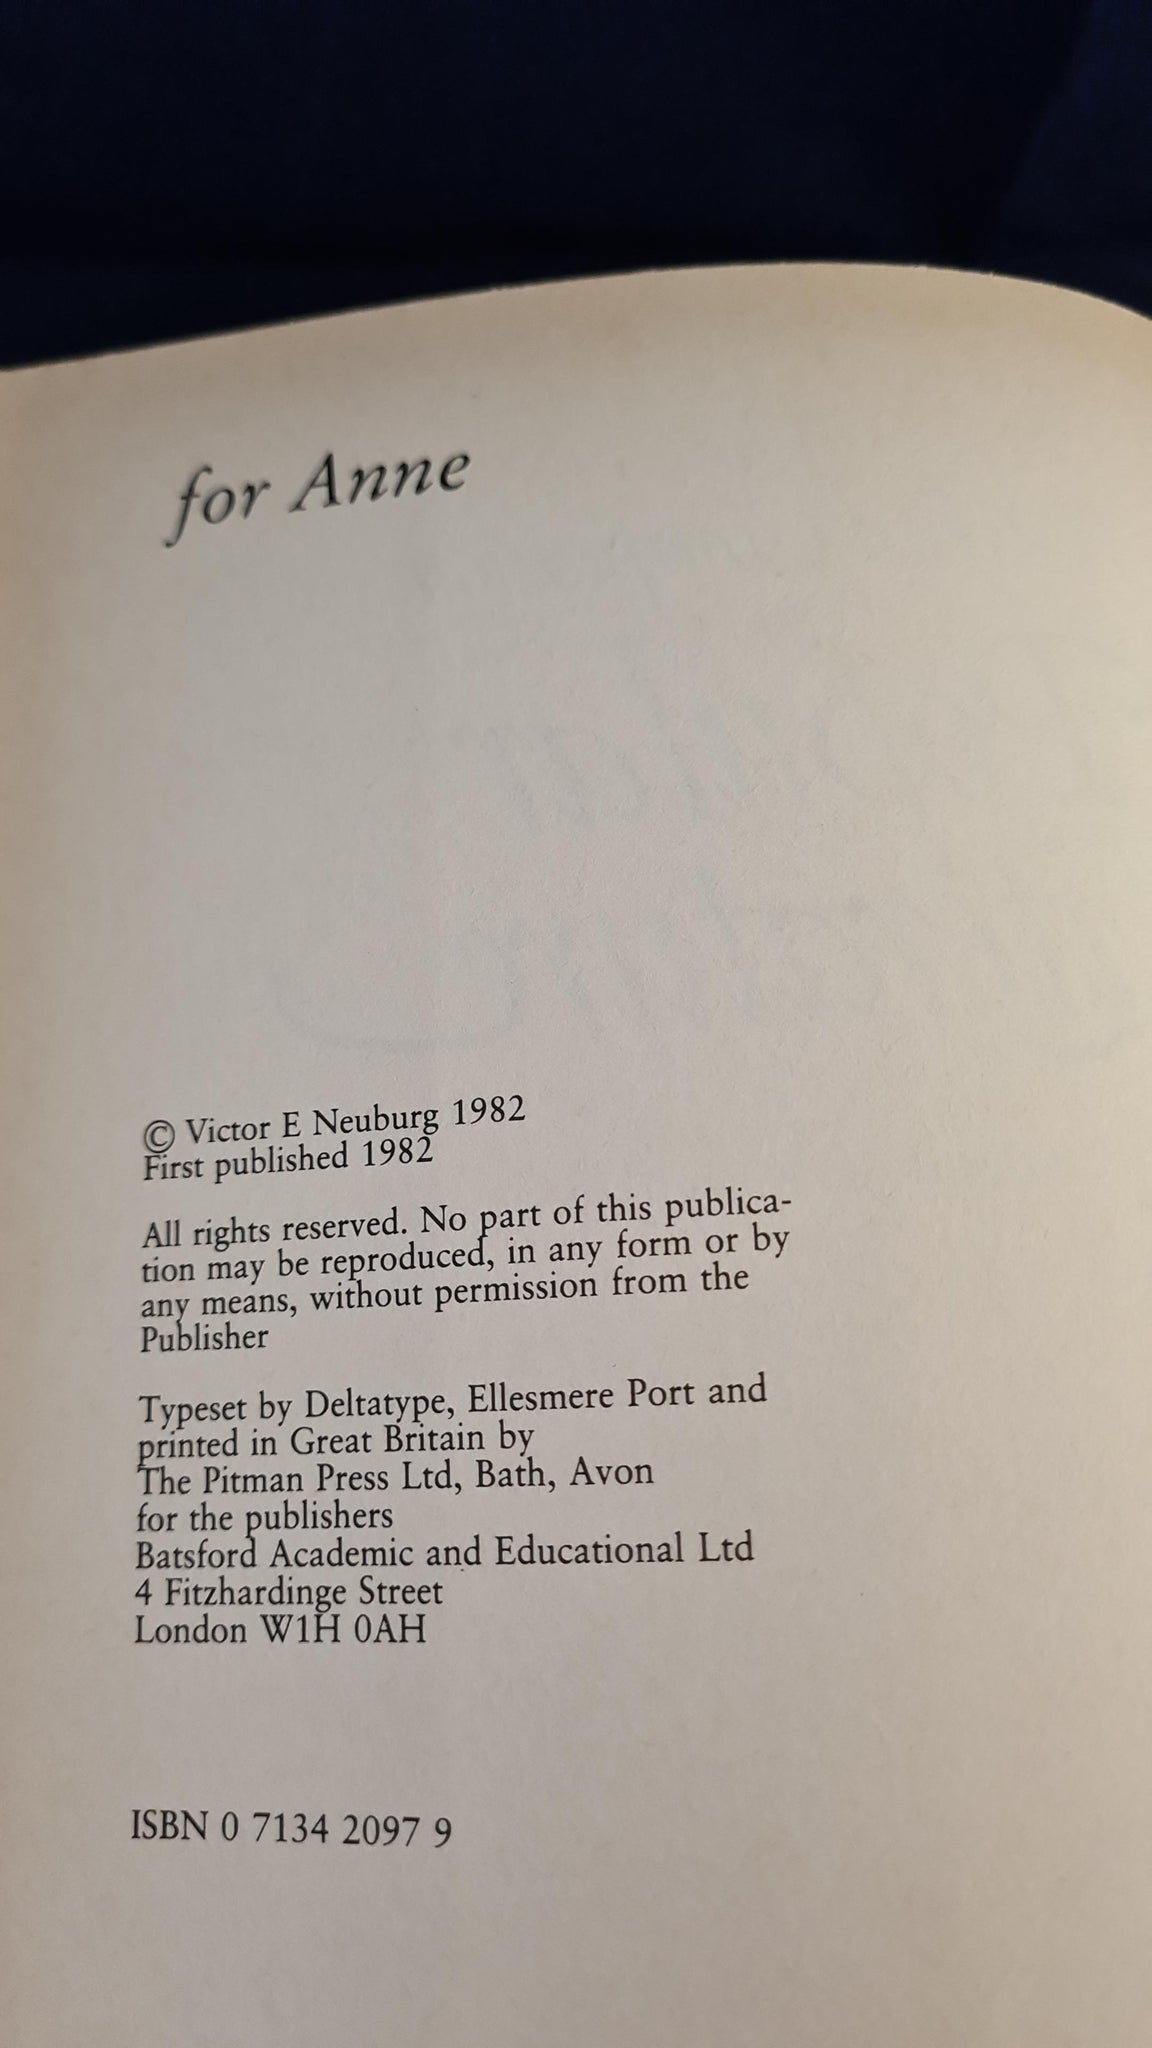 for Anne
© Victor E Neuburg 1982
First published 1982
All rights reserved. No part of this publica-
tion may be reproduced, in any form or by
any means, without permission from the
Publisher
Typeset by Deltatype, Ellesmere Port and
printed in Great Britain by
The Pitman Press Ltd, Bath, Avon
for the publishers
Batsford Academic and Educational Ltd
4 Fitzhardinge Street
London W1H 0AH
ISBN 0 7134 2097 9